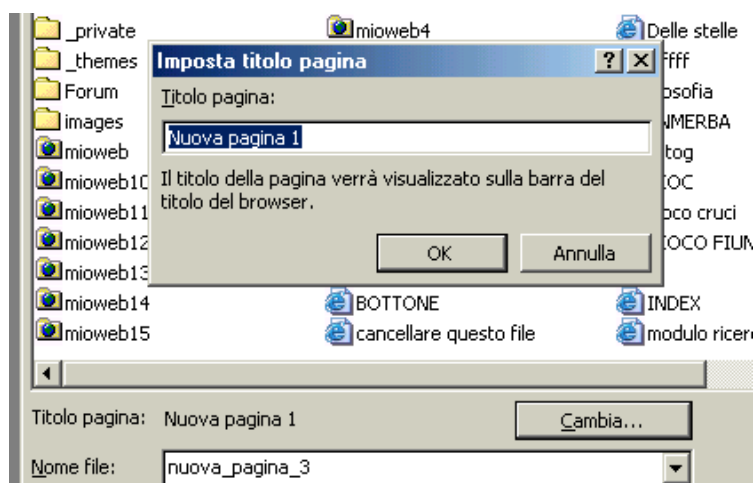 _private
mioweb4
Delle stelle
_themes
Forum
images
mioweb
mioweb10
mioweb11
mioweb12
mioweb13
mioweb14
BOTTONE
INDEX
mioweb15
cancellare questo file
modulo ricer
Imposta titolo pagina
Titolo pagina:
Nuova pagina 1
Il titolo della pagina verrà visualizzato sulla barra del
titolo del browser.
OK
Annulla
Titolo pagina:
Nuova pagina 1
Cambia...
Nome file:
nuova_pagina_3